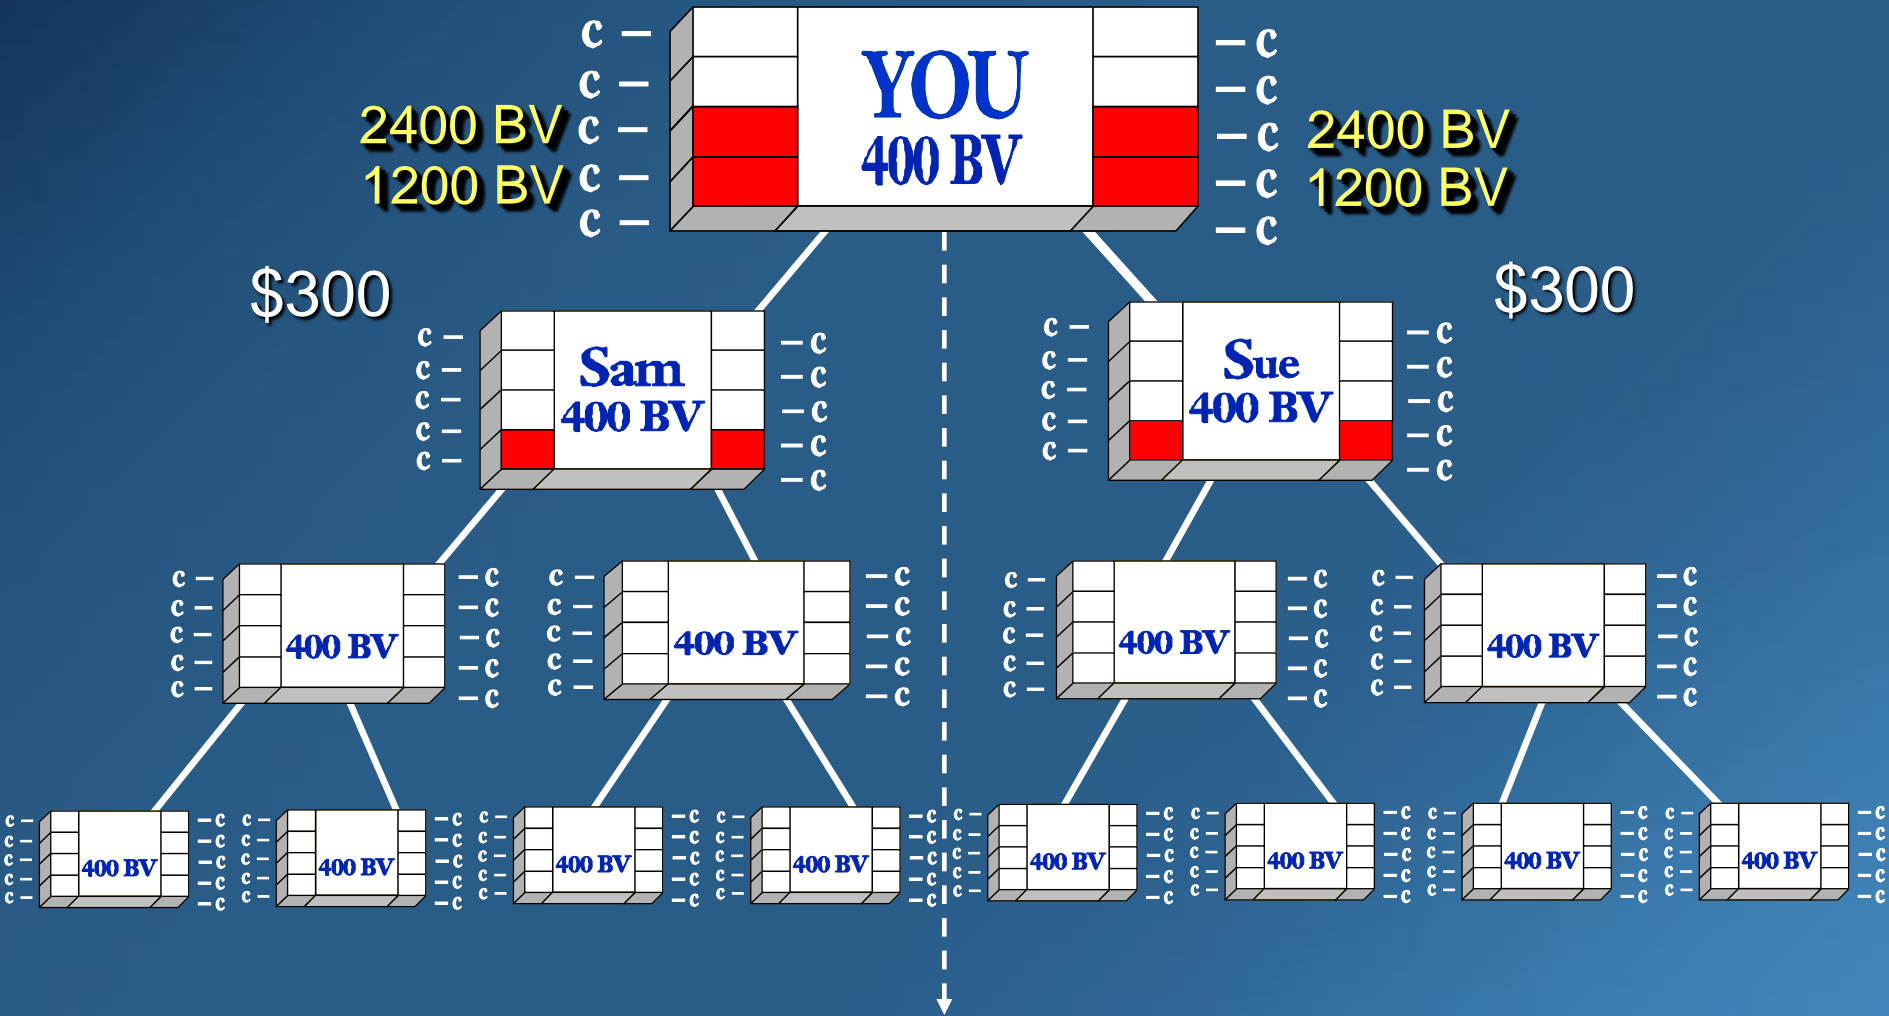 c – YOU – c
c – – c
2400 BV c – 400 BV – c 2400 BV
1200 BV c – – c 1200 BV
c – – c
$300 $300
c – Sam – c c – Sue – c
c – – c c – – c
c – 400 BV – c c – 400 BV – c
c – – c c – – c
c – – c c – – c
c – – c c – – c c – – c c – – c
c – – c c – – c c – – c c – – c
c – 400 BV – c c – 400 BV – c c – 400 BV – c c – 400 BV – c
c – – c c – – c c – – c c – – c
c – – c c – – c c – – c c – – c
c – – c c – – c c – – c c – – c c – – c c – – c c – – c c – – c
c – – c c – – c c – – c c – – c c – – c c – – c c – – c c – – c
c – 400 BV – c c – 400 BV – c c – 400 BV – c c – 400 BV – c c – 400 BV – c c – 400 BV – c c – 400 BV – c c – 400 BV – c
c – – c c – – c c – – c c – – c c – – c c – – c c – – c c – – c
c – – c c – – c c – – c c – – c c – – c c – – c c – – c c – – c